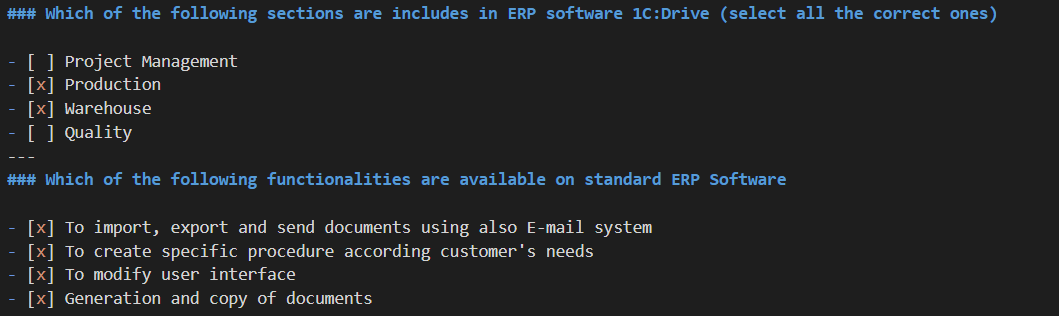 ### Which of the following sections are includes in ERP software 1C:Drive (select all the correct ones)
- [ ] Project Management
- [x] Production
- [x] Warehouse
- [ ] Quality
---
### Which of the following functionalities are available on standard ERP Software
- [x] To import, export and send documents using also E-mail system
- [x] To create specific procedure according customer's needs
- [x] To modify user interface
- [x] Generation and copy of documents